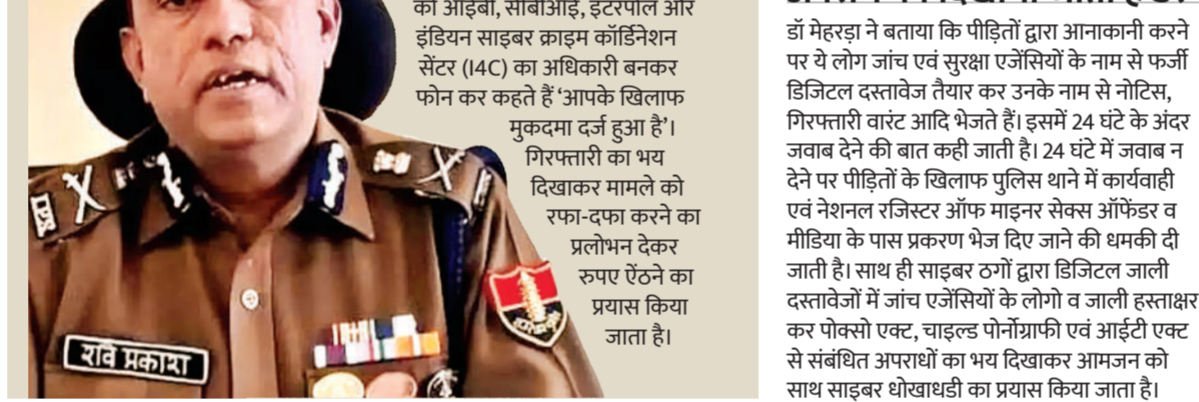 को आईबी, सीबीआई, इंटरपोल और
इंडियन साइबर क्राइम कॉर्डिनेशन
सेंटर (I4C) का अधिकारी बनकर
फोन कर कहते हैं ‘आपके खिलाफ
मुकदमा दर्ज हुआ है’।
गिरफ्तारी का भय
दिखाकर मामले को
रफा-दफा करने का
प्रलोभन देकर
रुपए ऐंठने का
प्रयास किया
जाता है।
रवि प्रकाश
डॉ मेहरड़ा ने बताया कि पीड़ितों द्वारा आनाकानी करने
पर ये लोग जांच एवं सुरक्षा एजेंसियों के नाम से फर्जी
डिजिटल दस्तावेज तैयार कर उनके नाम से नोटिस,
गिरफ्तारी वारंट आदि भेजते हैं। इसमें 24 घंटे के अंदर
जवाब देने की बात कही जाती है। 24 घंटे में जवाब न
देने पर पीड़ितों के खिलाफ पुलिस थाने में कार्यवाही
एवं नेशनल रजिस्टर ऑफ माइनर सेक्स ऑफेंडर व
मीडिया के पास प्रकरण भेज दिए जाने की धमकी दी
जाती है। साथ ही साइबर ठगों द्वारा डिजिटल जाली
दस्तावेजों में जांच एजेंसियों के लोगो व जाली हस्ताक्षर
कर पोक्सो एक्ट, चाइल्ड पोर्नोग्राफी एवं आईटी एक्ट
से संबंधित अपराधों का भय दिखाकर आमजन को
साथ साइबर धोखाधडी का प्रयास किया जाता है।